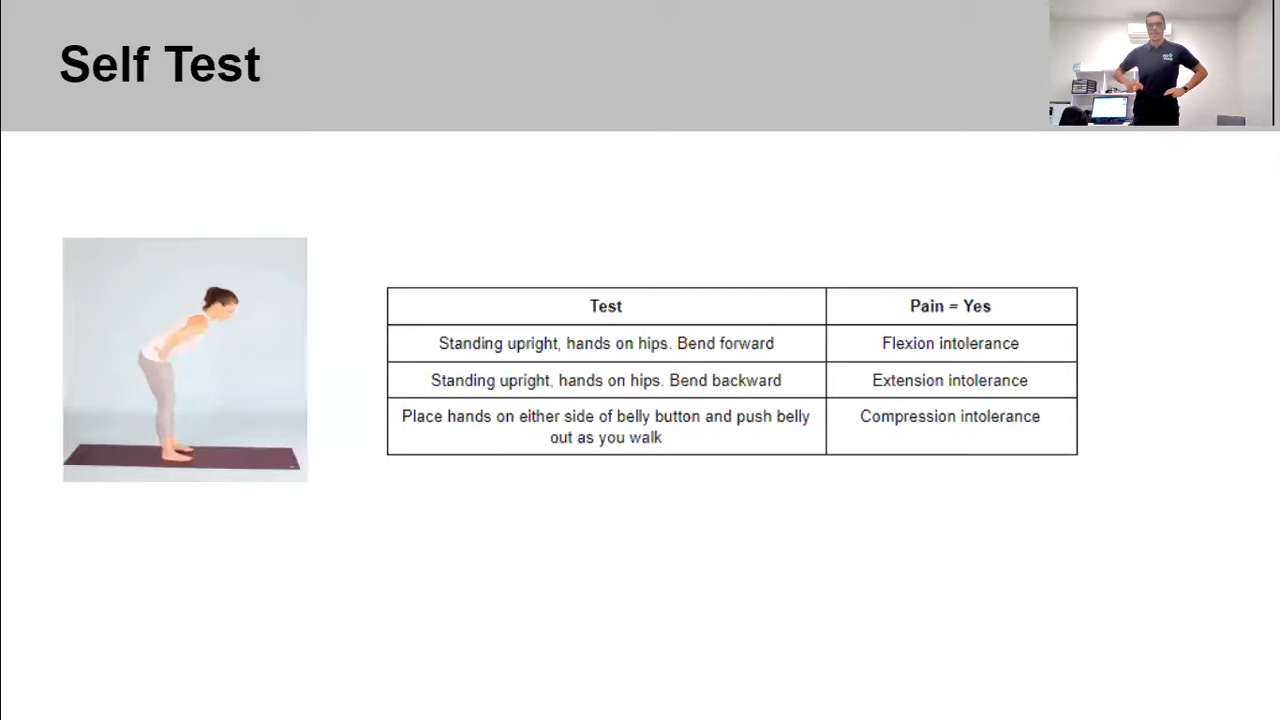 Self Test
Test
Pain = Yes
Standing upright, hands on hips. Bend forward
Flexion intolerance
Standing upright, hands on hips. Bend backward
Extension intolerance
Place hands on either side of belly button and push belly
out as you walk
Compression intolerance